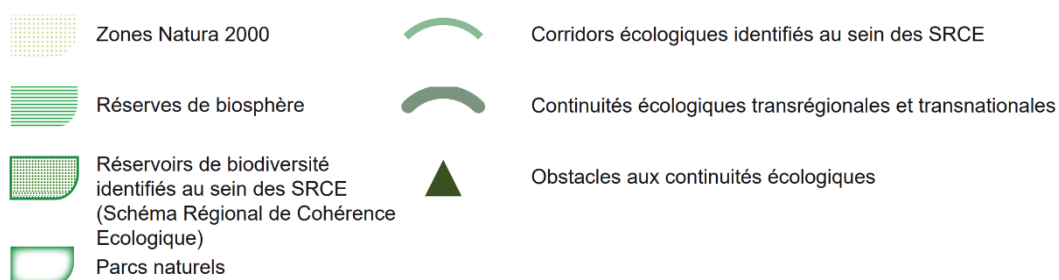 Zones Natura 2000
Réserves de biosphère
Réservoirs de biodiversité
identifiés au sein des SRCE
(Schéma Régional de Cohérence
Ecologique)
Parcs naturels
Corridors écologiques identifiés au sein des SRCE
Continuités écologiques transrégionales et transnationales
Obstacles aux continuités écologiques